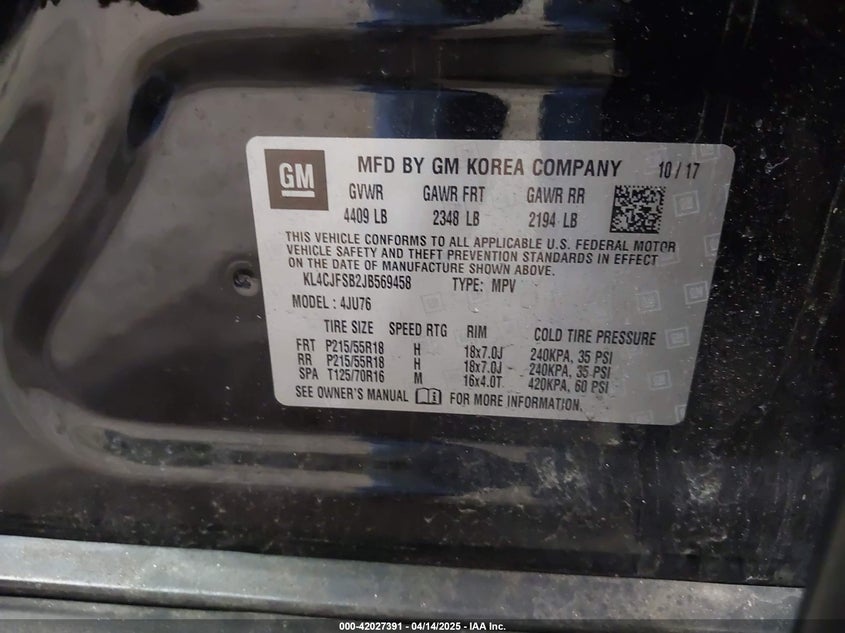 GM
MFD BY GM KOREA COMPANY 10 / 17
GVWR GAWR FRT GAWR RR
4409 LB 2348 LB 2194 LB
THIS VEHICLE CONFORMS TO ALL APPLICABLE U.S. FEDERAL MOTOR
VEHICLE SAFETY AND THEFT PREVENTION STANDARDS IN EFFECT
ON THE DATE OF MANUFACTURE SHOWN ABOVE.
KL4CJFSB2JB569458 TYPE: MPV
MODEL : 4JU76
TIRE SIZE SPEED RTG RIM COLD TIRE PRESSURE
FRT P215/55R18 H 18x7.0J 240KPA, 35 PSI
RR P215/55R18 H 18x7.0J 240KPA, 35 PSI
SPA T125/70R16 M 16x4.0T 420KPA, 60 PSI
SEE OWNER'S MANUAL FOR MORE INFORMATION.
000-42027391 - 04/14/2025 - IAA Inc.